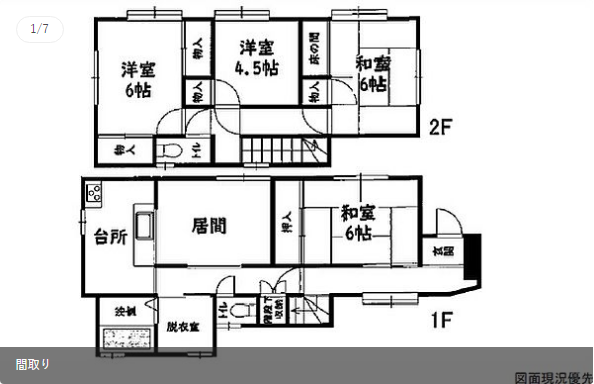 1/7
洋室
6帖
物入
洋室
4.5帖
床の間
和室
6帖
物入
物入
物入
トイレ
2F
台所
居間
押入
和室
6帖
玄関
浴室
脱衣室
トイレ
階段下
収納
1F
間取り
図面現況優先